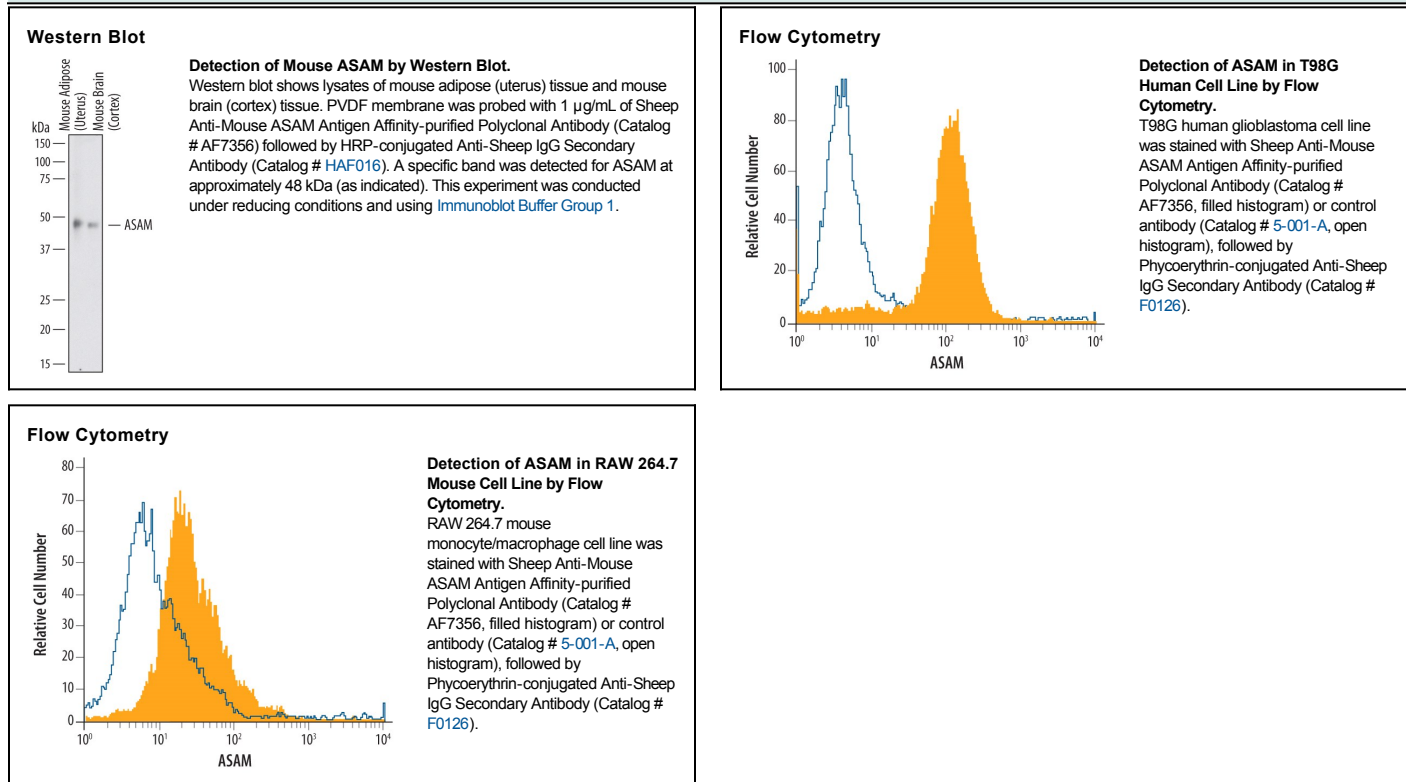 Western Blot
Mouse Adipose
(Uterus)
Mouse Brain
(Cortex)
kDa
150
100
75
50
37
25
20
15
ASAM
Detection of Mouse ASAM by Western Blot.
Western blot shows lysates of mouse adipose (uterus) tissue and mouse
brain (cortex) tissue. PVDF membrane was probed with 1 µg/mL of Sheep
Anti-Mouse ASAM Antigen Affinity-purified Polyclonal Antibody (Catalog
# AF7356) followed by HRP-conjugated Anti-Sheep IgG Secondary
Antibody (Catalog # HAF016). A specific band was detected for ASAM at
approximately 48 kDa (as indicated). This experiment was conducted
under reducing conditions and using Immunoblot Buffer Group 1.
Flow Cytometry
Relative Cell Number
100
80
60
40
20
0
10⁰ 10¹ 10² 10³ 10⁴
ASAM
Detection of ASAM in T98G
Human Cell Line by Flow
Cytometry.
T98G human glioblastoma cell line
was stained with Sheep Anti-Mouse
ASAM Antigen Affinity-purified
Polyclonal Antibody (Catalog #
AF7356, filled histogram) or control
antibody (Catalog # 5-001-A, open
histogram), followed by
Phycoerythrin-conjugated Anti-Sheep
IgG Secondary Antibody (Catalog #
F0126).
Flow Cytometry
Relative Cell Number
80
70
60
50
40
30
20
10
0
10⁰ 10¹ 10² 10³ 10⁴
ASAM
Detection of ASAM in RAW 264.7
Mouse Cell Line by Flow
Cytometry.
RAW 264.7 mouse
monocyte/macrophage cell line was
stained with Sheep Anti-Mouse
ASAM Antigen Affinity-purified
Polyclonal Antibody (Catalog #
AF7356, filled histogram) or control
antibody (Catalog # 5-001-A, open
histogram), followed by
Phycoerythrin-conjugated Anti-Sheep
IgG Secondary Antibody (Catalog #
F0126).